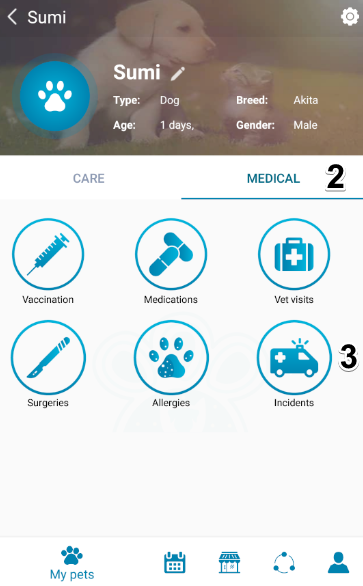 Sumi
Sumi
Type: Dog Breed: Akita
Age: 1 days, Gender: Male
CARE MEDICAL 2
Vaccination Medications Vet visits
3
Surgeries Allergies Incidents
My pets